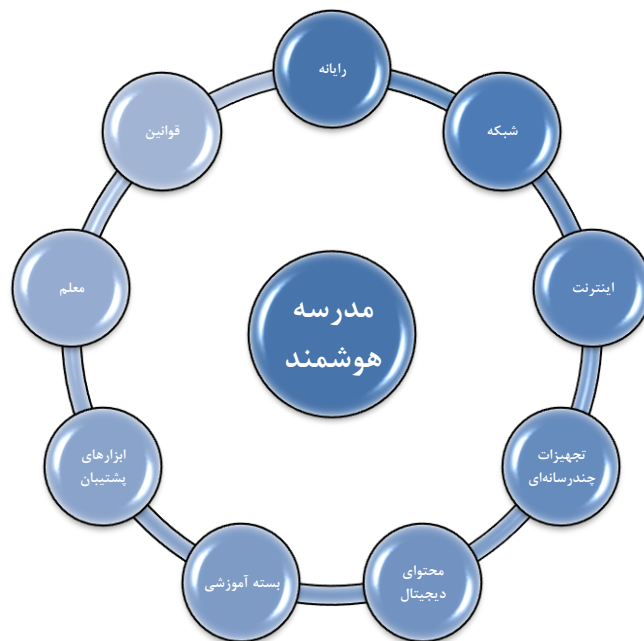 مدرسه
هوشمند
رایانه
شبکه
اینترنت
تجهیزات
چندرسانه‌ای
محتوای
دیجیتال
بسته آموزشی
ابزارهای
پشتیبان
معلم
قوانین